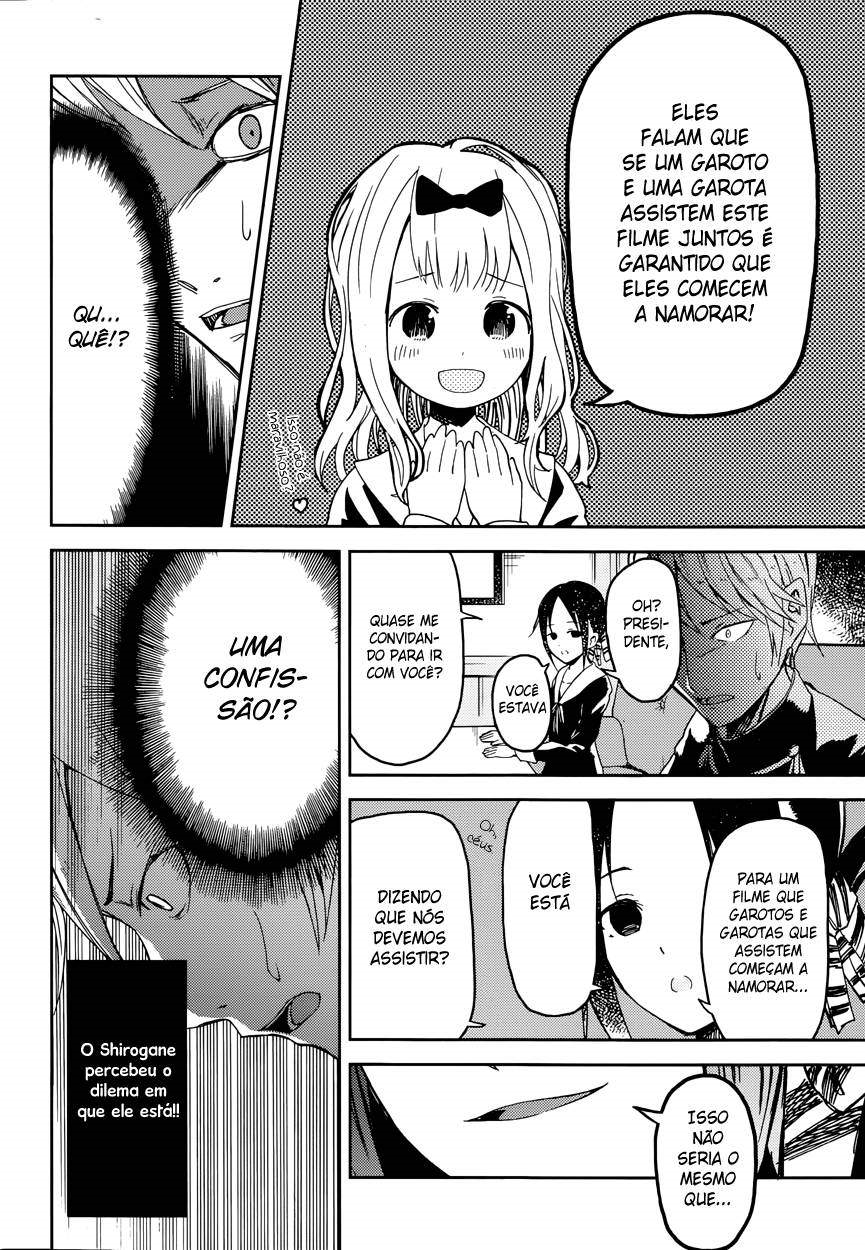 ELES
FALAM QUE
SE UM GAROTO
E UMA GAROTA
ASSISTEM ESTE
FILME JUNTOS É
GARANTIDO QUE
ELES COMECEM
A NAMORAR!
Isso não é
maravilhoso?
QU...
QUÊ!?
OH?
PRESI-
DENTE,
VOCÊ
ESTAVA
QUASE ME
CONVIDAN-
DO PARA IR
COM VOCÊ?
PARA UM
FILME QUE
GAROTOS E
GAROTAS QUE
ASSISTEM
COMEÇAM A
NAMORAR...
VOCÊ
ESTÁ
Oh,
céus
DIZENDO
QUE NÓS
DEVEMOS
ASSISTIR?
ISSO
NÃO
SERIA O
MESMO
QUE...
UMA
CONFIS-
SÃO!?
O Shirogane
percebeu o
dilema em
que ele está!!